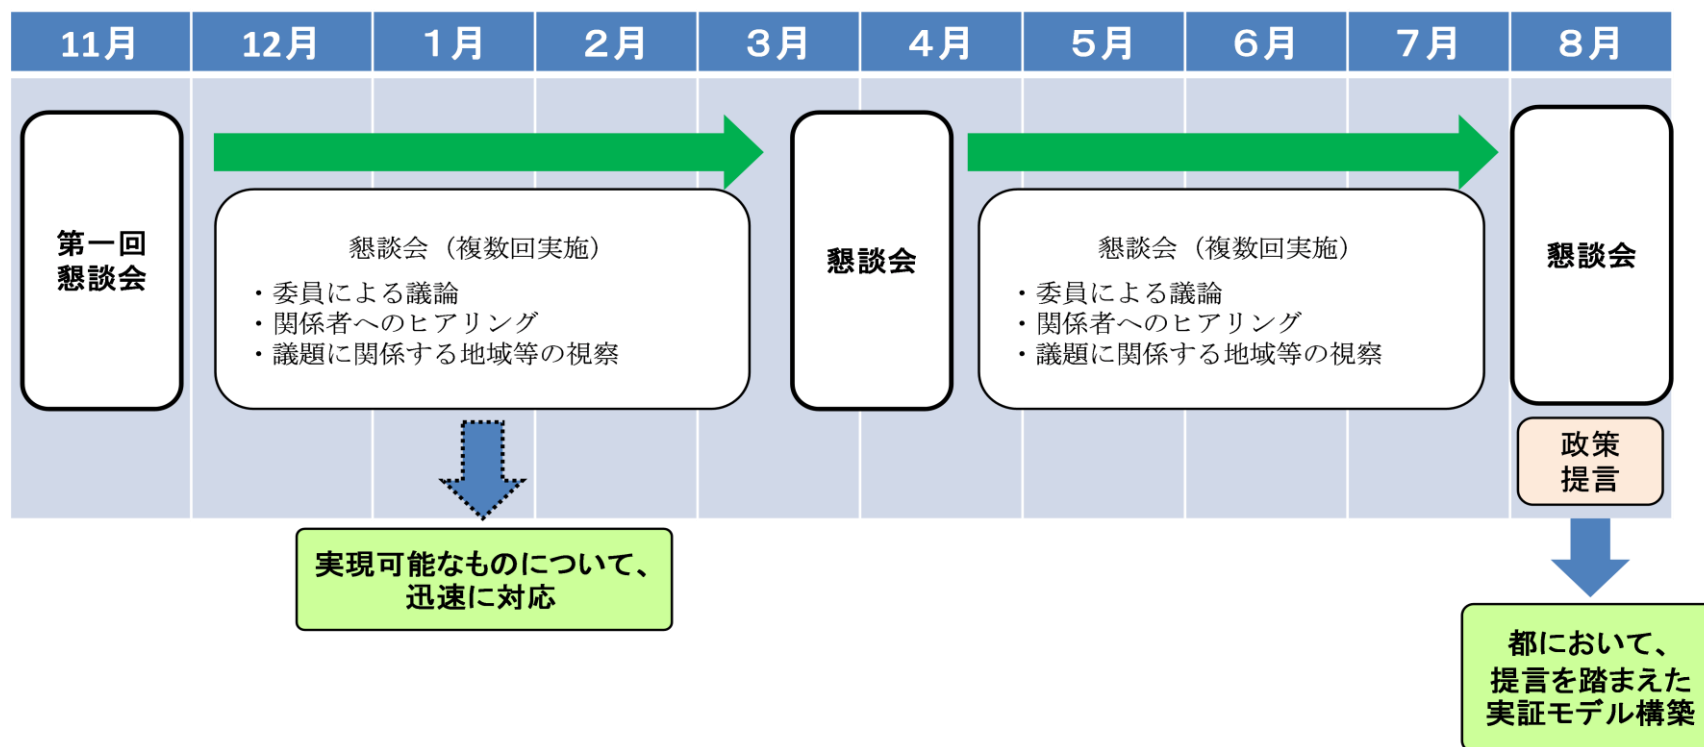 11月 12月 １月 ２月 ３月 ４月 ５月 ６月 ７月 ８月
第一回
懇談会
懇談会（複数回実施）
・委員による議論
・関係者へのヒアリング
・議題に関係する地域等の視察
懇談会
懇談会（複数回実施）
・委員による議論
・関係者へのヒアリング
・議題に関係する地域等の視察
懇談会
政策
提言
実現可能なものについて、
迅速に対応
都において、
提言を踏まえた
実証モデル構築